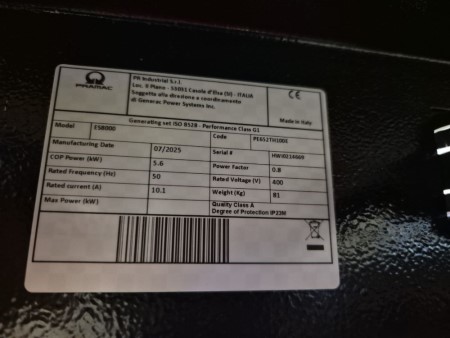 PRAMAC
PR Industrial S.r.l
Loc. Il Piano - 53031 Casole d'Elsa (SI) - ITALIA
Soggetta alla direzione e coordinamento
di Generac Power Systems Inc.
CE
Made in Italy
Generating set ISO 8528 - Performance Class G1
Model ES8000 Code
Manufacturing Date 07/2025 Serial #
COP Power (kW) 5.6 Power Factor 0.8
Rated Frequency (Hz) 50 Rated Voltage (V) 400
Rated current (A) 10.1 Weight (Kg) 81
Max Power (kW) Quality Class A
Degree of Protection IP23M